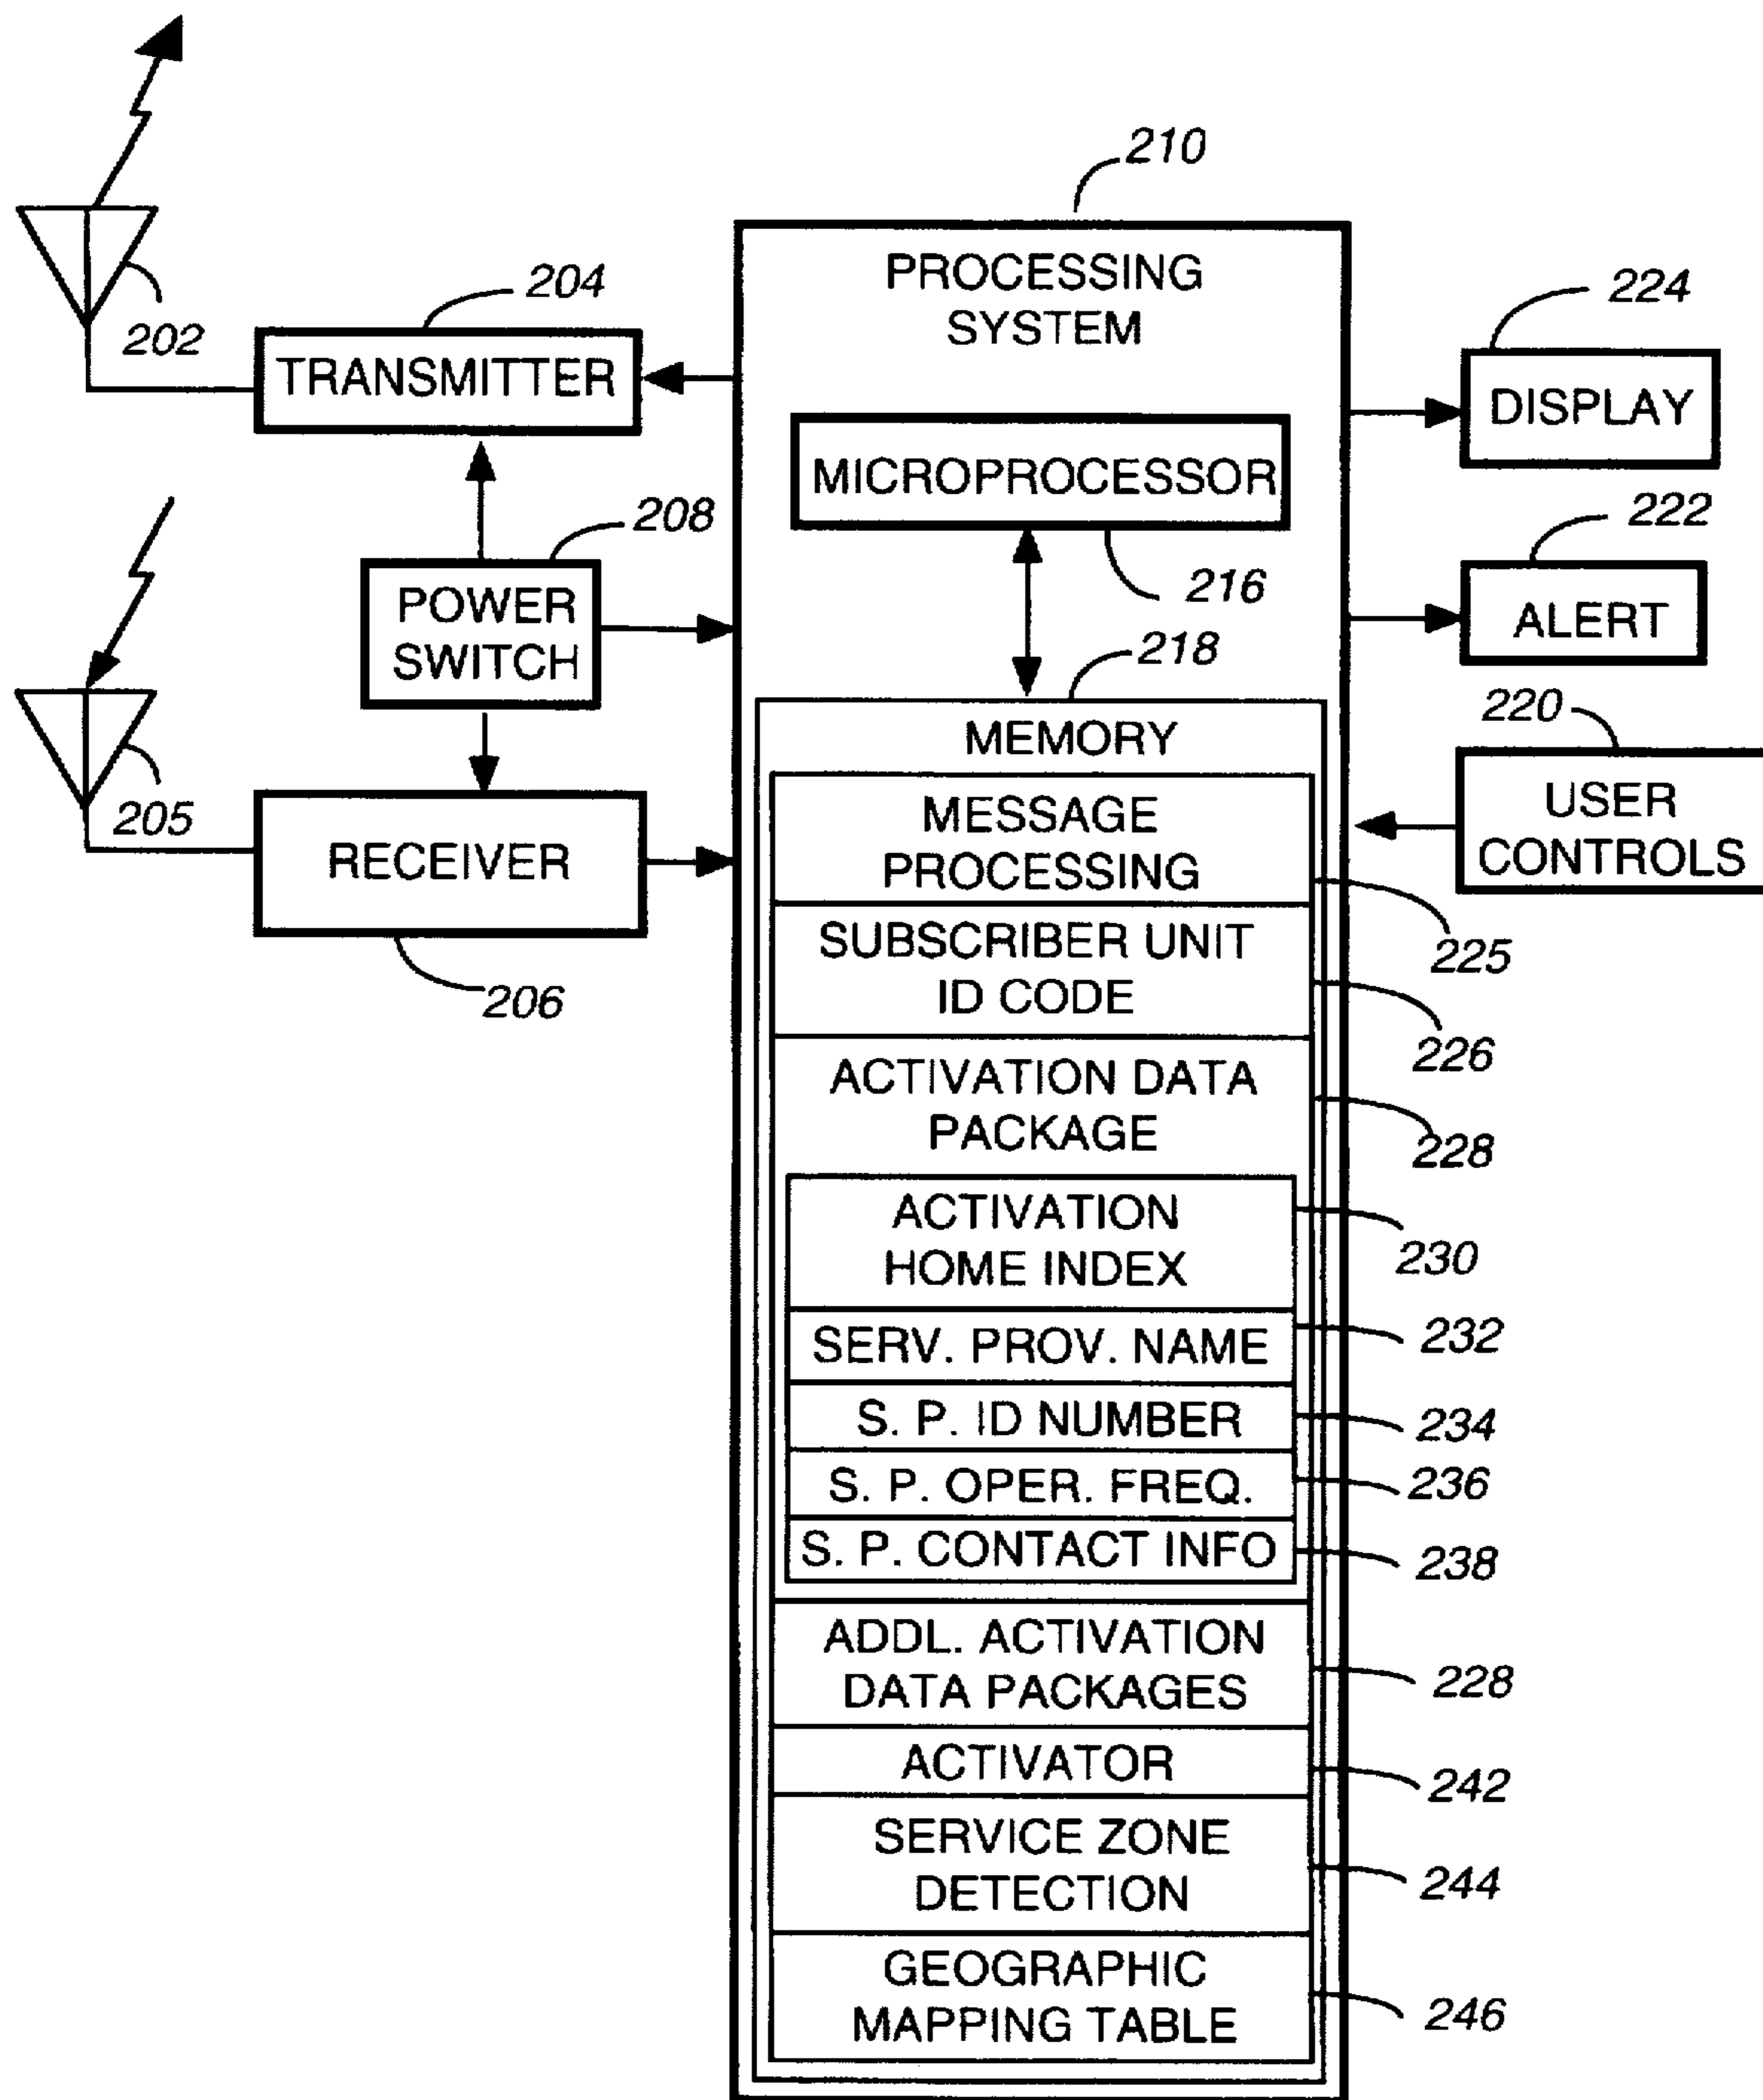 210
PROCESSING
SYSTEM
202
204
TRANSMITTER
224
DISPLAY
MICROPROCESSOR
216
208
POWER
SWITCH
222
ALERT
218
MEMORY
220
USER
CONTROLS
205
RECEIVER
206
MESSAGE
PROCESSING
225
SUBSCRIBER UNIT
ID CODE
226
ACTIVATION DATA
PACKAGE
228
ACTIVATION
HOME INDEX
230
SERV. PROV. NAME
232
S. P. ID NUMBER
234
S. P. OPER. FREQ.
236
S. P. CONTACT INFO
238
ADDL. ACTIVATION
DATA PACKAGES
228
ACTIVATOR
242
SERVICE ZONE
DETECTION
244
GEOGRAPHIC
MAPPING TABLE
246